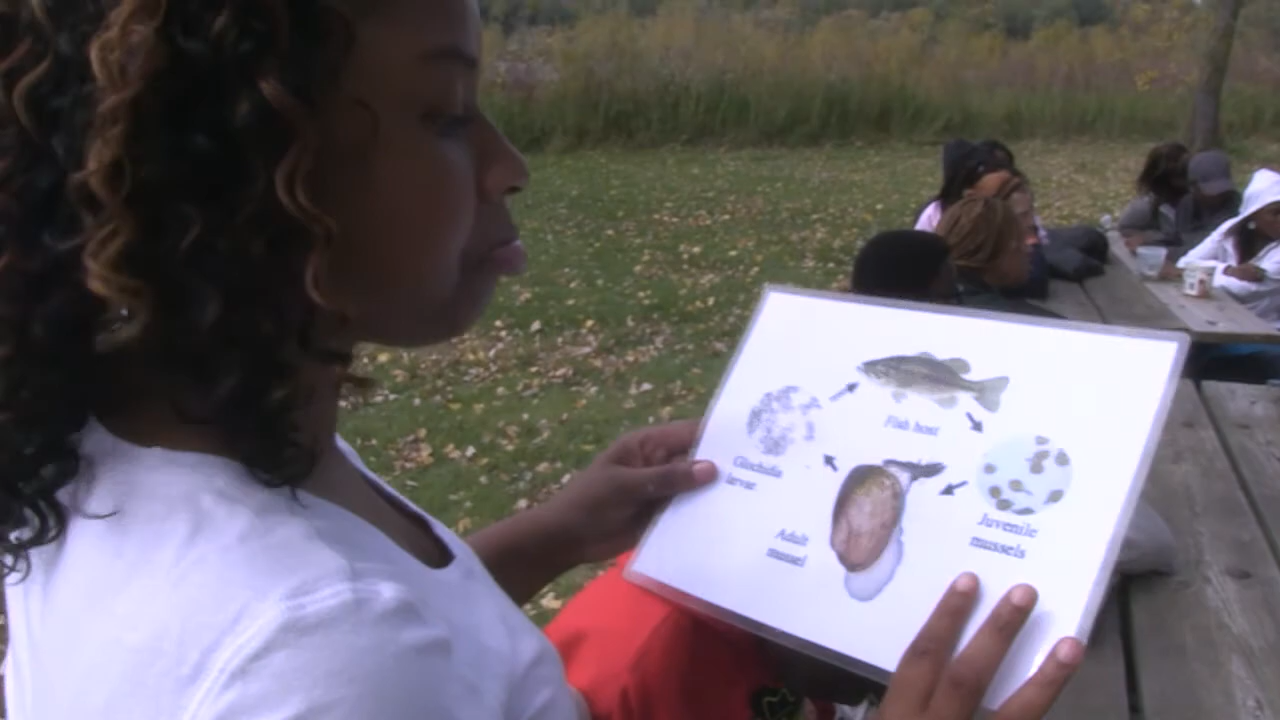 Fish host
Glochidia
larvae
Juvenile
mussels
Adult
mussel